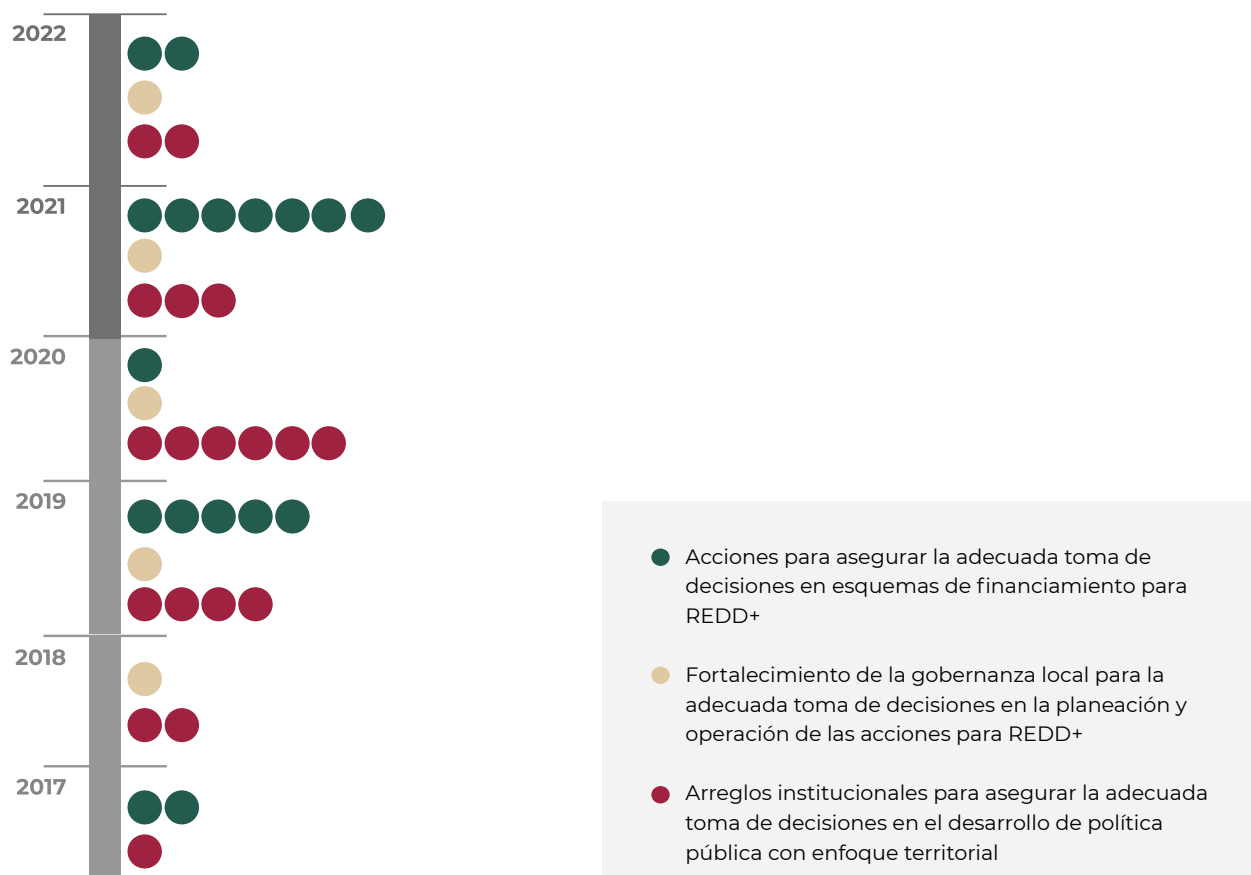 2022
2021
2020
2019
2018
2017
Acciones para asegurar la adecuada toma de
decisiones en esquemas de financiamiento para
REDD+
Fortalecimiento de la gobernanza local para la
adecuada toma de decisiones en la planeación y
operación de las acciones para REDD+
Arreglos institucionales para asegurar la adecuada
toma de decisiones en el desarrollo de política
pública con enfoque territorial